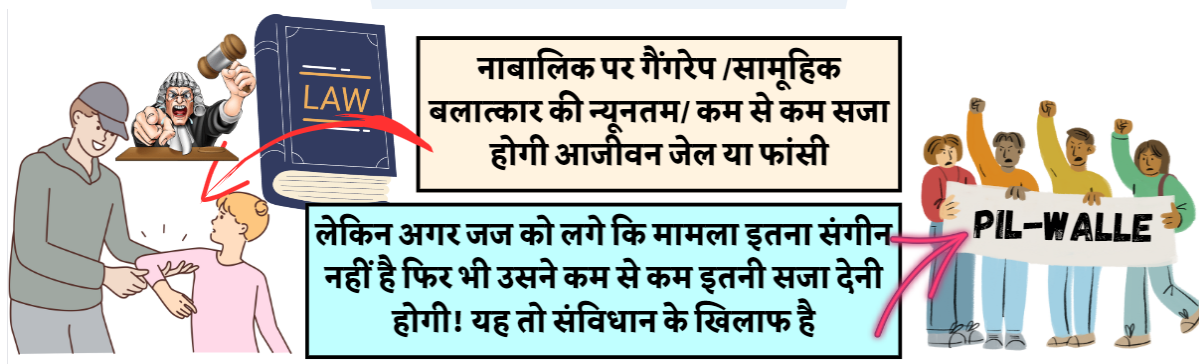 LAW
नाबालिक पर गैंगरेप /सामूहिक
बलात्कार की न्यूनतम/ कम से कम सजा
होगी आजीवन जेल या फांसी
लेकिन अगर जज को लगे कि मामला इतना संगीन
नहीं है फिर भी उसने कम से कम इतनी सजा देनी
होगी! यह तो संविधान के खिलाफ है
PIL-WALLE